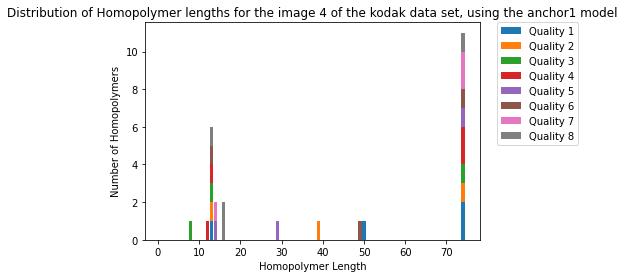 Distribution of Homopolymer lengths for the image 4 of the kodak data set, using the anchor1 model
Number of Homopolymers
10
8
6
4
2
0
0 10 20 30 40 50 60 70
Homopolymer Length
Quality 1
Quality 2
Quality 3
Quality 4
Quality 5
Quality 6
Quality 7
Quality 8